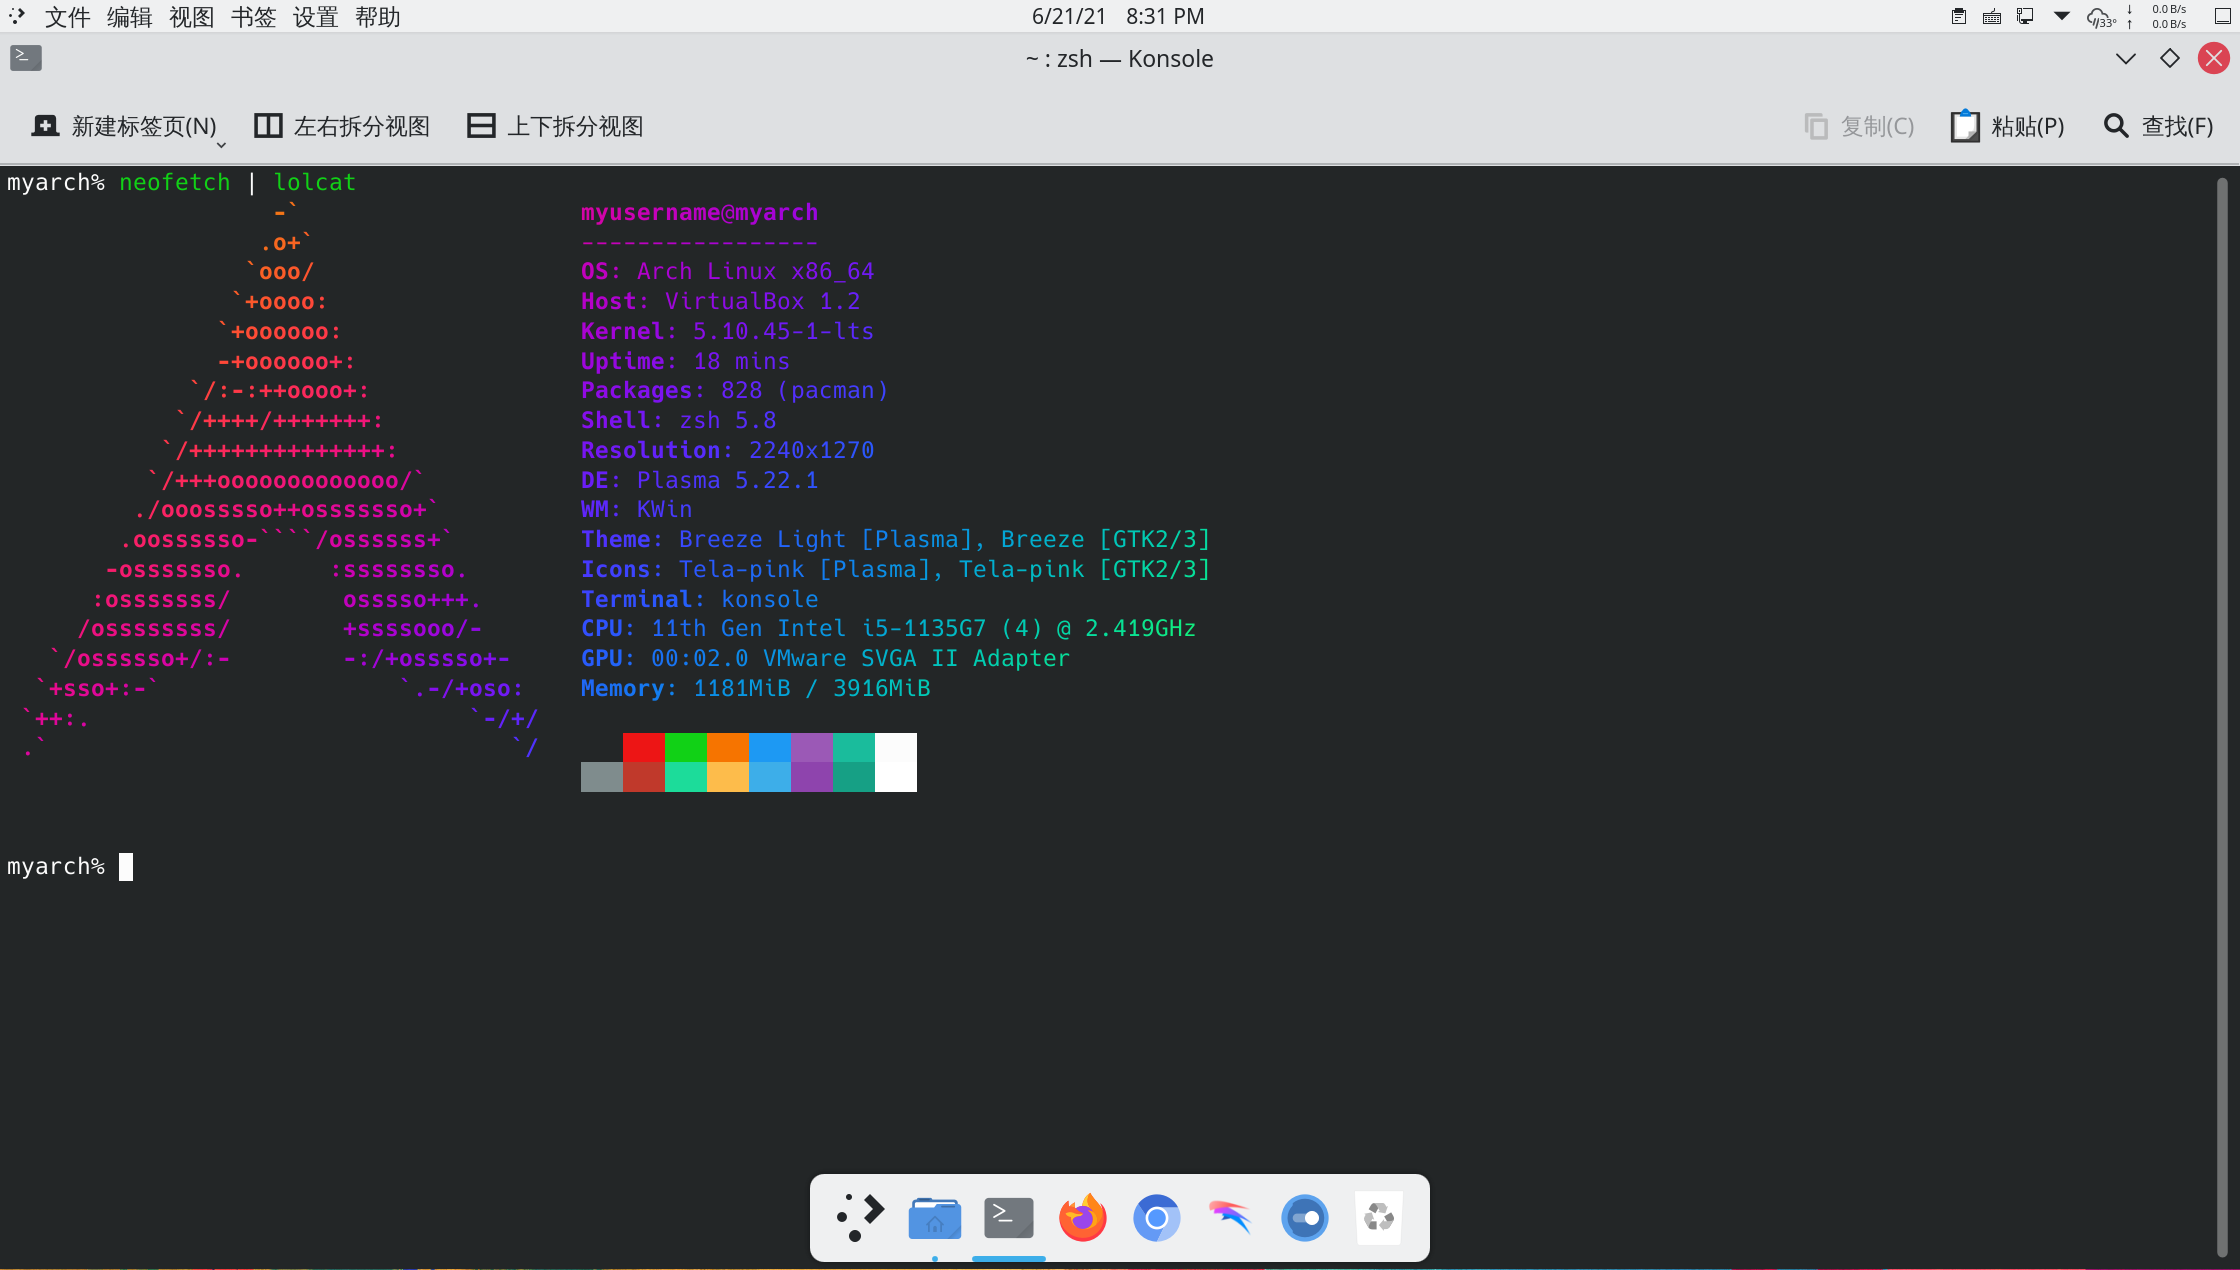 文件 编辑 视图 书签 设置 帮助 6/21/21 8:31 PM 33° ↓ 0.0 B/s
↑ 0.0 B/s
~ : zsh — Konsole
新建标签页(N) 左右拆分视图 上下拆分视图 复制(C) 粘贴(P) 查找(F)
myarch% neofetch | lolcat
                   -`                    myusername@myarch
                  .o+`                   -----------------
                 `ooo/                   OS: Arch Linux x86_64
                `+oooo:                  Host: VirtualBox 1.2
               `+oooooo:                 Kernel: 5.10.45-1-lts
               -+oooooo+:                Uptime: 18 mins
             `/:-:++oooo+:               Packages: 828 (pacman)
            `/++++/+++++++:              Shell: zsh 5.8
           `/++++++++++++++:             Resolution: 2240x1270
          `/+++ooooooooooooo/`           DE: Plasma 5.22.1
         ./ooosssso++osssssso+`          WM: KWin
        .oossssso-````/ossssss+`         Theme: Breeze Light [Plasma], Breeze [GTK2/3]
       -osssssso.      :ssssssso.        Icons: Tela-pink [Plasma], Tela-pink [GTK2/3]
      :osssssss/        osssso+++.       Terminal: konsole
     /ossssssss/        +ssssooo/-       CPU: 11th Gen Intel i5-1135G7 (4) @ 2.419GHz
   `/ossssso+/:-        -:/+osssso+-     GPU: 00:02.0 VMware SVGA II Adapter
  `+sso+:-`                 `.-/+oso:    Memory: 1181MiB / 3916MiB
 `++:.                           `-/+/
 .`                                 `/
myarch%